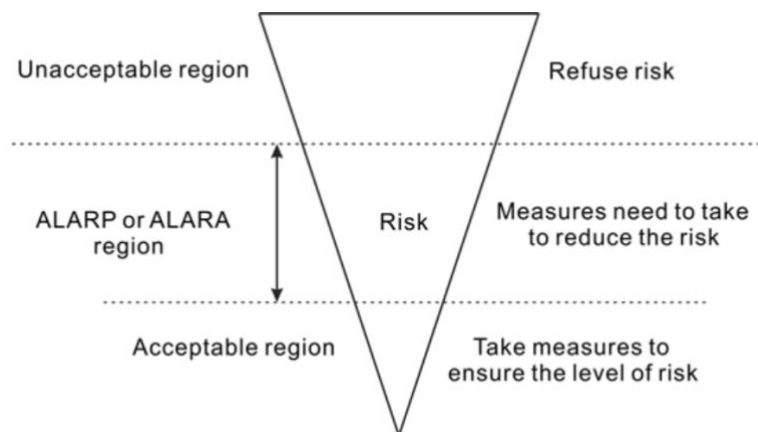 Unacceptable region
Refuse risk
ALARP or ALARA
region
Risk
Measures need to take
to reduce the risk
Acceptable region
Take measures to
ensure the level of risk